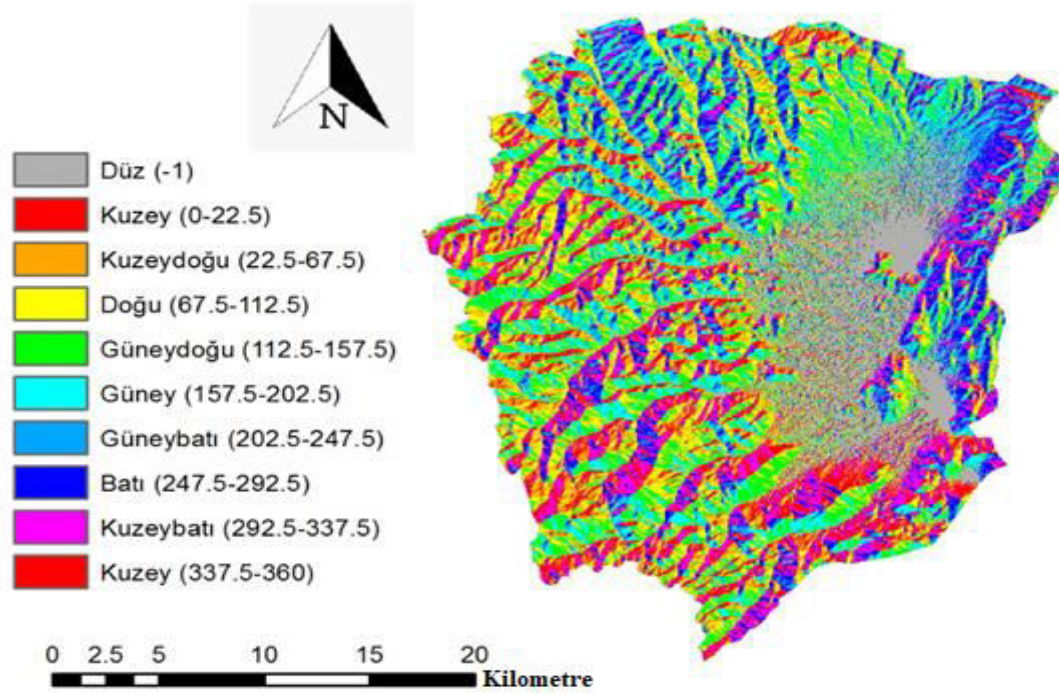 N
Düz (-1)
Kuzey (0-22.5)
Kuzeydoğu (22.5-67.5)
Doğu (67.5-112.5)
Güneydoğu (112.5-157.5)
Güney (157.5-202.5)
Güneybatı (202.5-247.5)
Batı (247.5-292.5)
Kuzeybatı (292.5-337.5)
Kuzey (337.5-360)
0 2.5 5 10 15 20
Kilometre